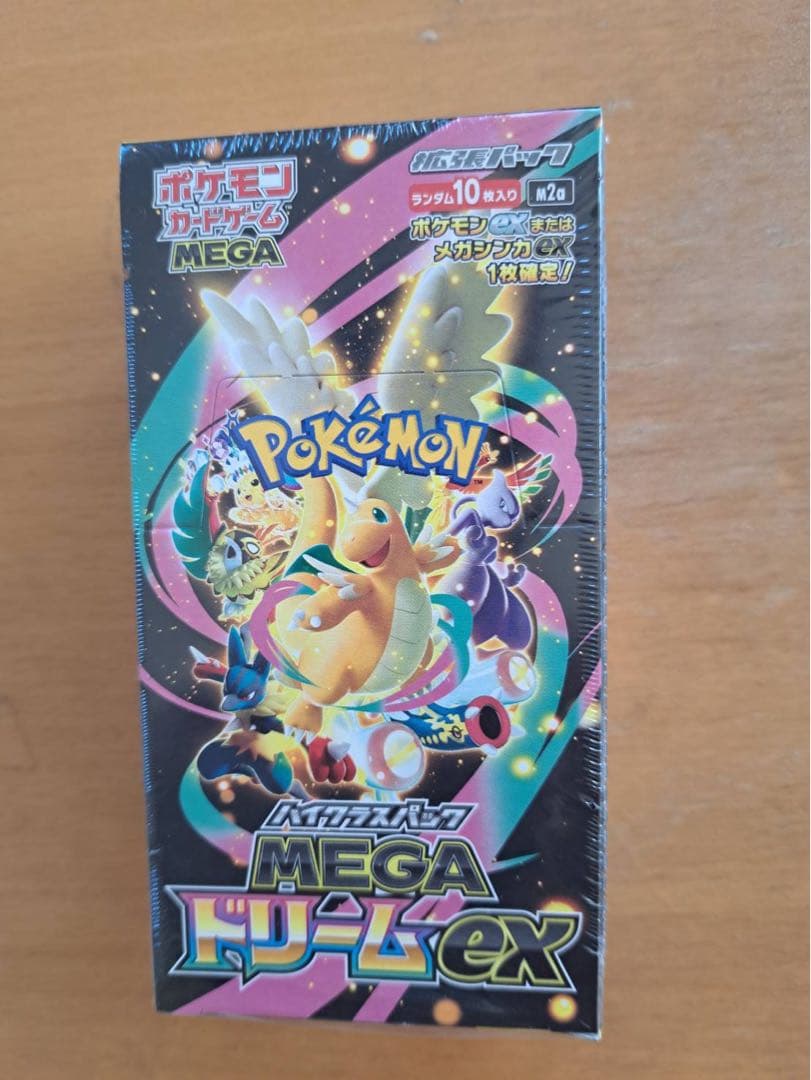 ポケモン
カードゲーム
MEGA
拡張パック
ランダム10枚入り M2a
ポケモンexまたは
メガシンカex
1枚確定!
POKéMON
TM
ハイクラスパック
MEGA
ドリームex